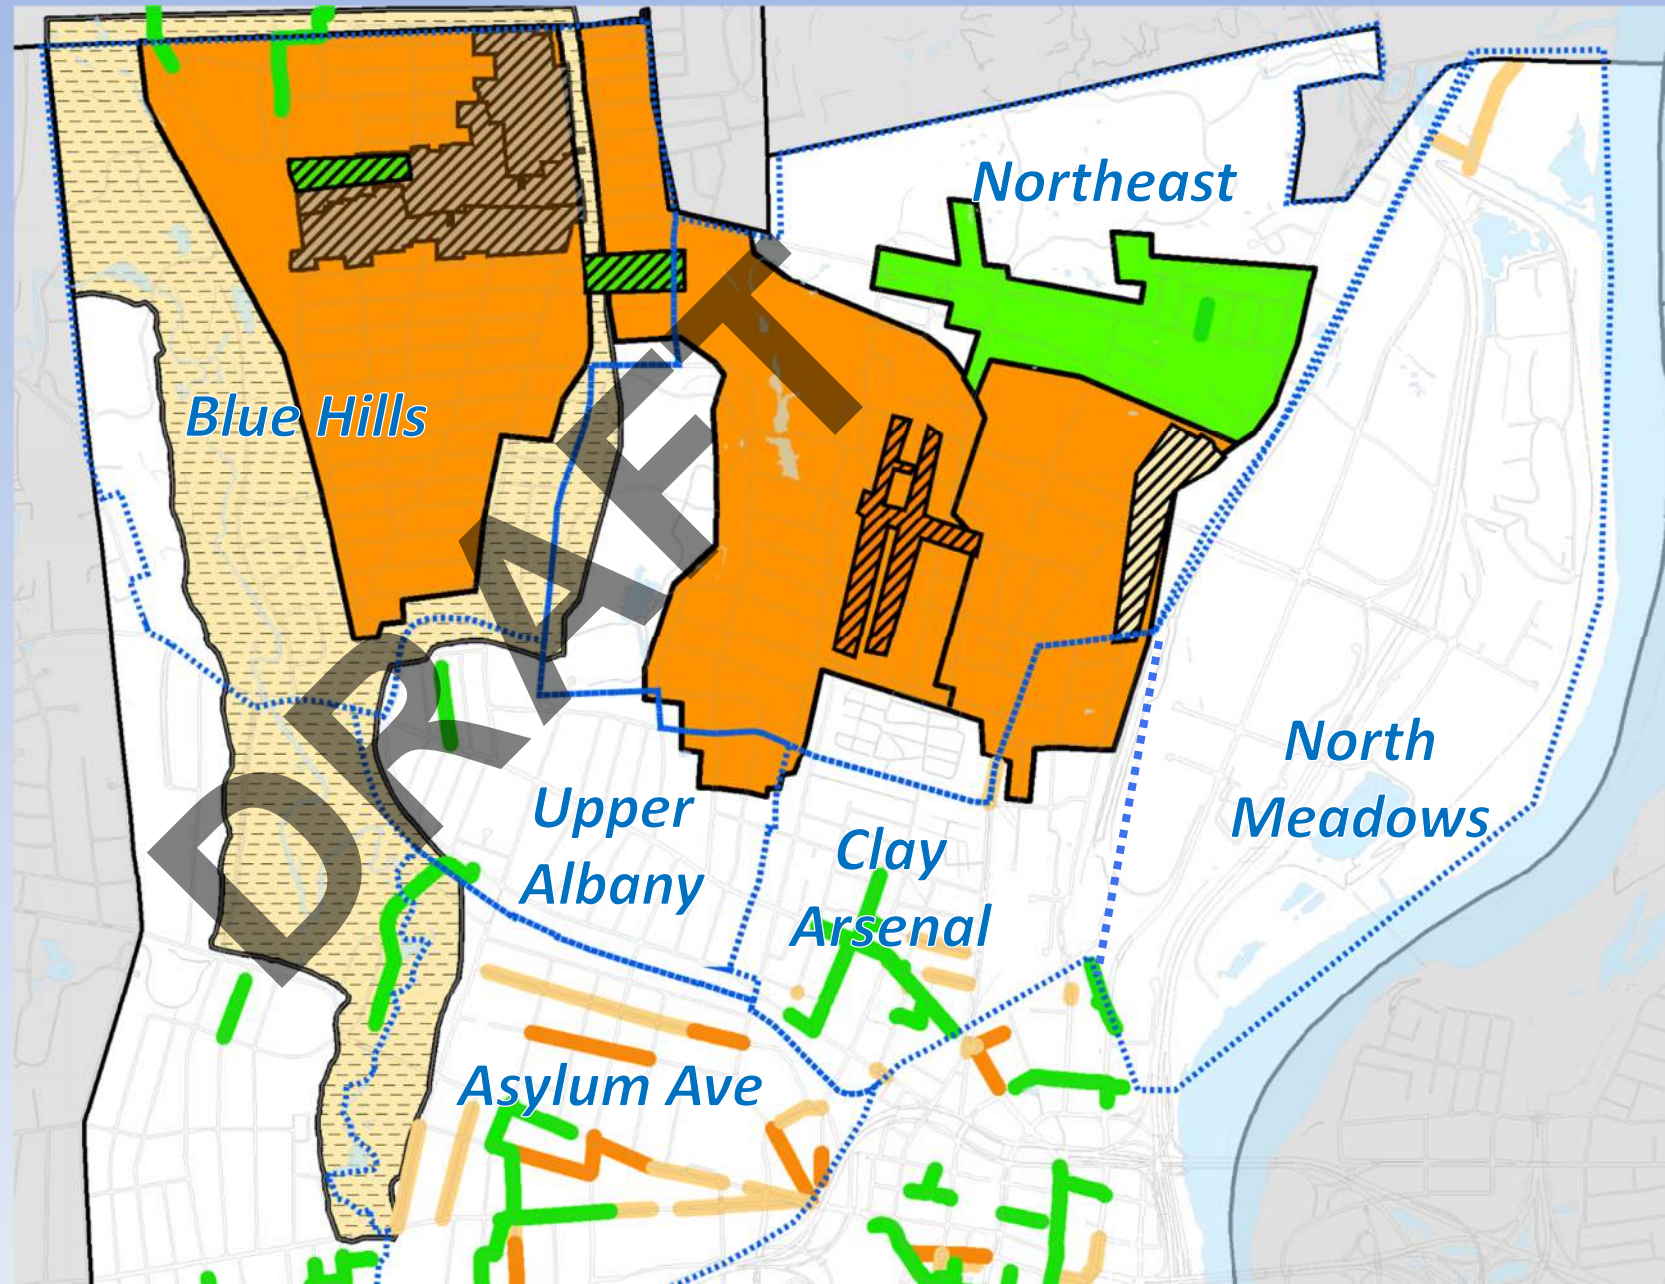 Northeast
Blue Hills
DRAFT
North
Meadows
Upper
Albany
Clay
Arsenal
Asylum Ave